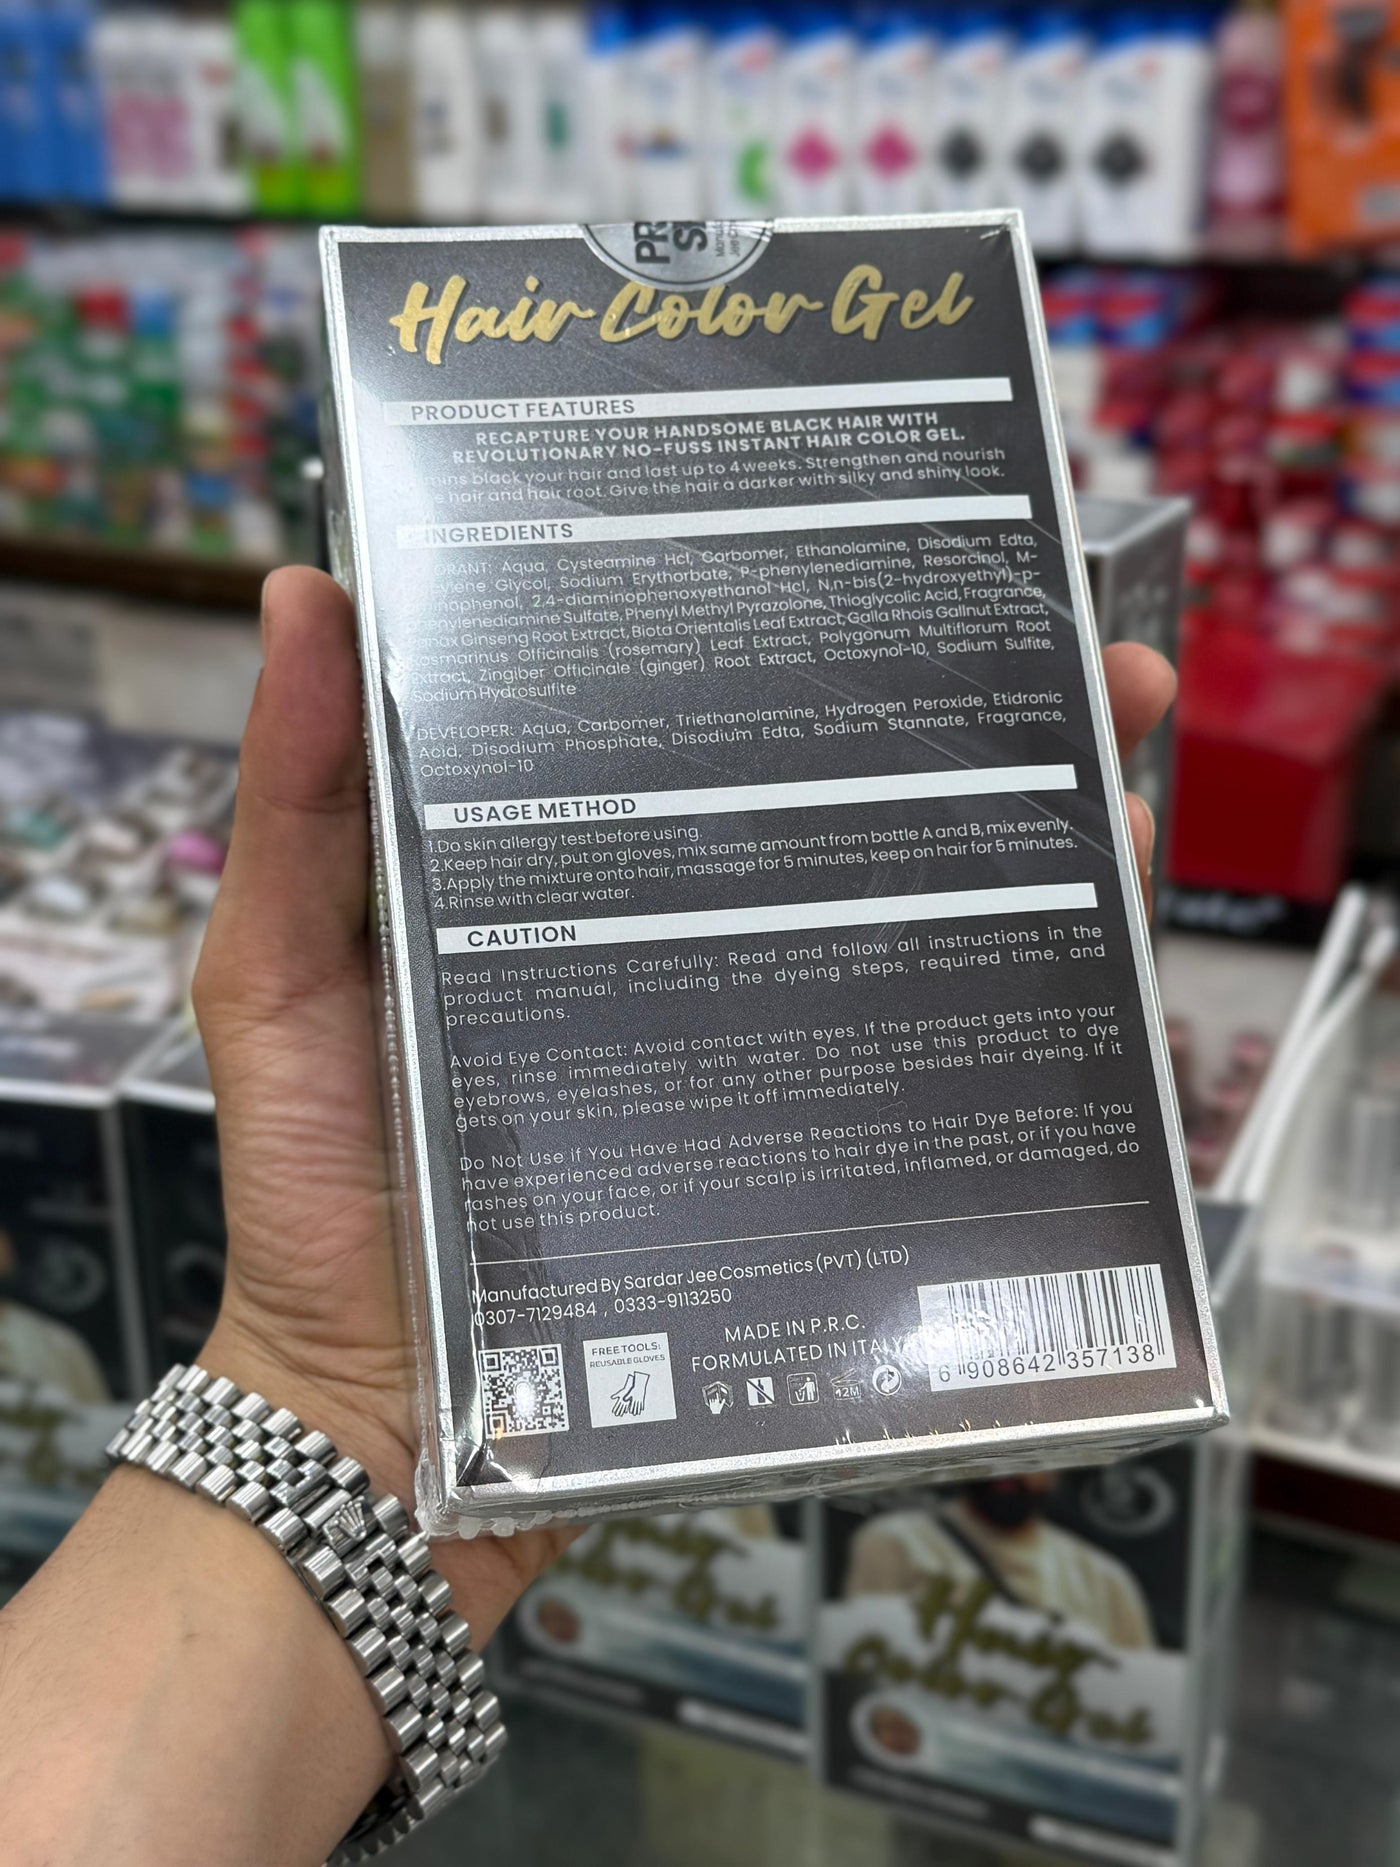 PR
S
Hair Color Gel
PRODUCT FEATURES
RECAPTURE YOUR HANDSOME BLACK HAIR WITH
REVOLUTIONARY NO-FUSS INSTANT HAIR COLOR GEL.
mins black your hair and last up to 4 weeks. Strengthen and nourish
e hair and hair root. Give the hair a darker with silky and shiny look.
INGREDIENTS
ORANT: Aqua, Cysteamine Hcl, Carbomer, Ethanolamine, Disodium Edta,
ylene Glycol, Sodium Erythorbate, P-phenylenediamine, Resorcinol, M-
nophenol, 2,4-diaminophenoxyethanol Hcl, N,n-bis(2-hydroxyethyl)-p-
henylenediamine Sulfate, Phenyl Methyl Pyrazolone, Thioglycolic Acid, Fragrance,
anax Ginseng Root Extract, Biota Orientalis Leaf Extract, Galla Rhois Gallnut Extract,
osmarinus Officinalis (rosemary) Leaf Extract, Polygonum Multiflorum Root
Extract, Zingiber Officinale (ginger) Root Extract, Octoxynol-10, Sodium Sulfite,
Sodium Hydrosulfite
DEVELOPER: Aqua, Carbomer, Triethanolamine, Hydrogen Peroxide, Etidronic
Acid, Disodium Phosphate, Disodium Edta, Sodium Stannate, Fragrance,
Octoxynol-10
USAGE METHOD
1.Do skin allergy test before using.
2.Keep hair dry, put on gloves, mix same amount from bottle A and B, mix evenly.
3.Apply the mixture onto hair, massage for 5 minutes, keep on hair for 5 minutes.
4.Rinse with clear water.
CAUTION
Read Instructions Carefully: Read and follow all instructions in the
product manual, including the dyeing steps, required time, and
precautions.
Avoid Eye Contact: Avoid contact with eyes. If the product gets into your
eyes, rinse immediately with water. Do not use this product to dye
eyebrows, eyelashes, or for any other purpose besides hair dyeing. If it
gets on your skin, please wipe it off immediately.
Do Not Use If You Have Had Adverse Reactions to Hair Dye Before: If you
have experienced adverse reactions to hair dye in the past, or if you have
rashes on your face, or if your scalp is irritated, inflamed, or damaged, do
not use this product.
Manufactured By Sardar Jee Cosmetics (PVT) (LTD)
0307-7129484 , 0333-9113250
MADE IN P.R.C.
FORMULATED IN ITALY
FREE TOOLS:
REUSABLE GLOVES
12M
6 908642 357138
Hair
Color Gel
Hair
Color Gel